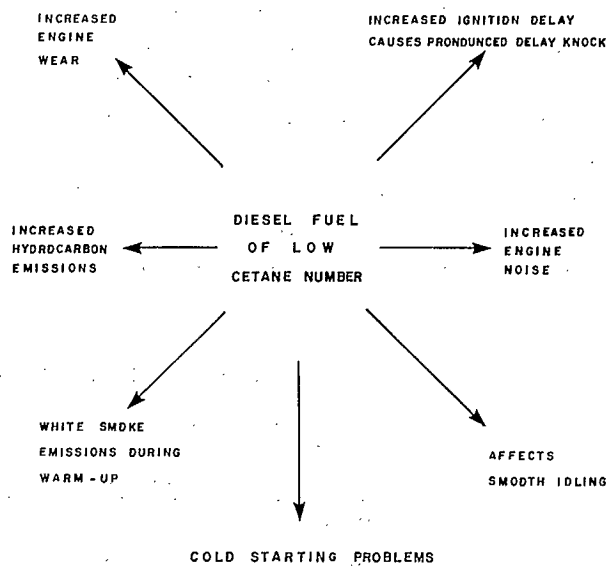 INCREASED
ENGINE
WEAR
INCREASED IGNITION DELAY
CAUSES PRONDUNCED DELAY KNOCK
DIESEL FUEL
OF LOW
CETANE NUMBER
INCREASED
HYDRDCARBON
EMISSIONS
INCREASED
ENGINE
NOISE
WHITE SMOKE
EMISSIONS DURING
WARM-UP
AFFECTS
SMOOTH IDLING
COLD STARTING PROBLEMS